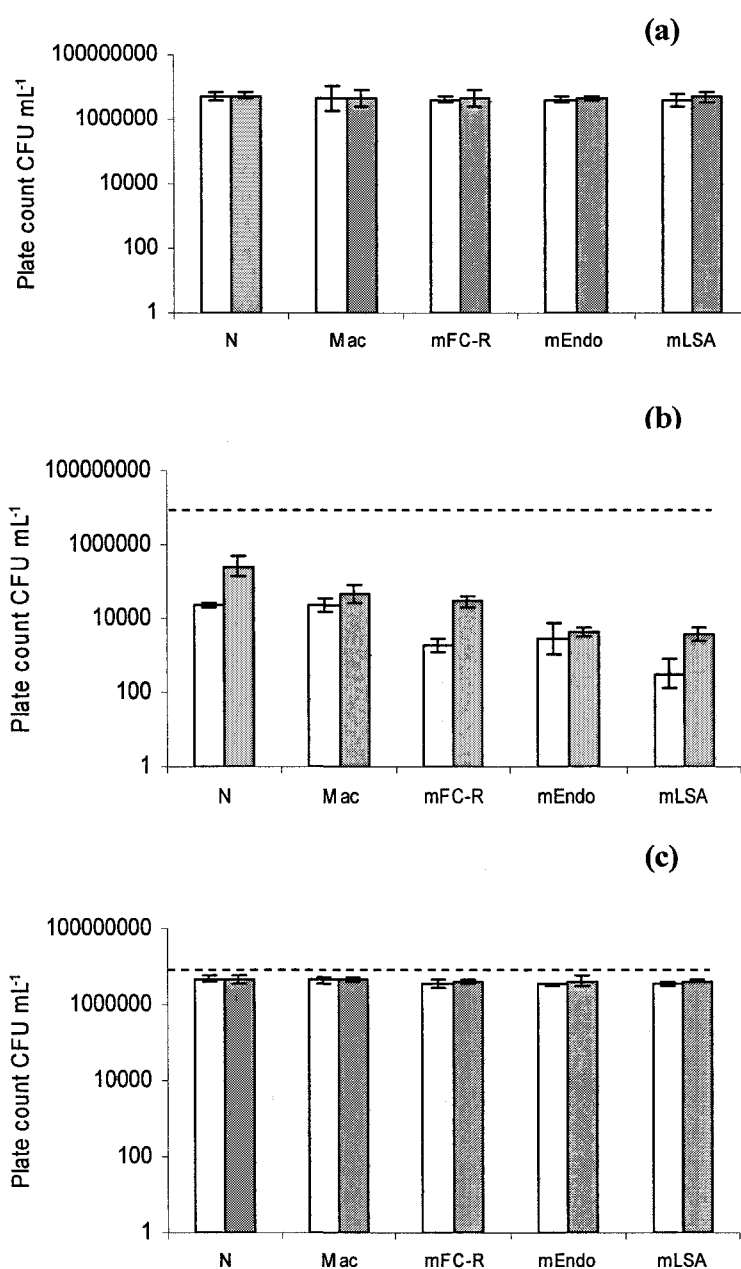 (a)
100000000
1000000
10000
100
1
Plate count CFU mL-1
N Mac mFC-R mEndo mLSA
(b)
100000000
1000000
10000
100
1
Plate count CFU mL-1
N Mac mFC-R mEndo mLSA
(c)
100000000
1000000
10000
100
1
Plate count CFU mL-1
N Mac mFC-R mEndo mLSA